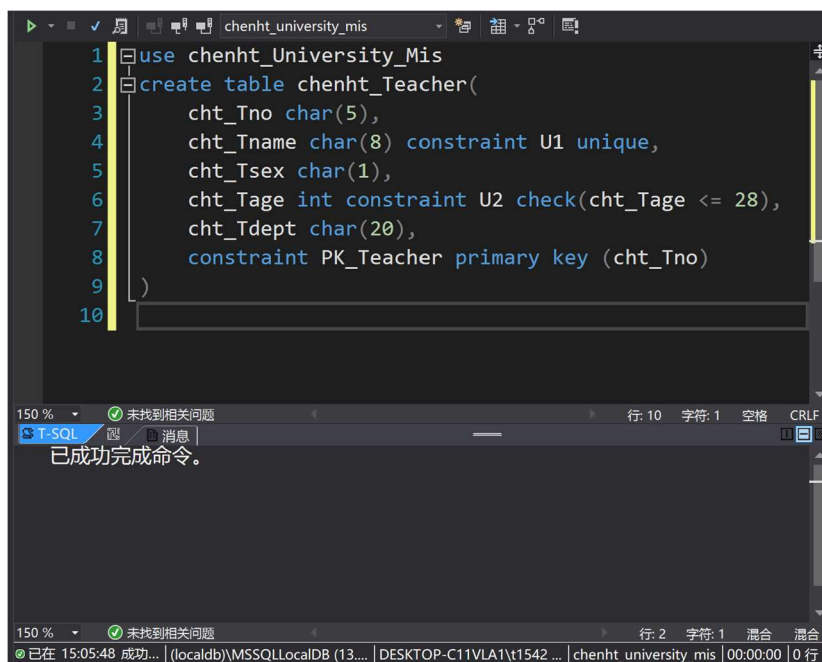 chenht_university_mis
1 use chenht_University_Mis
2 create table chenht_Teacher(
3 cht_Tno char(5),
4 cht_Tname char(8) constraint U1 unique,
5 cht_Tsex char(1),
6 cht_Tage int constraint U2 check(cht_Tage <= 28),
7 cht_Tdept char(20),
8 constraint PK_Teacher primary key (cht_Tno)
9 )
10
150 % 未找到相关问题 行: 10 字符: 1 空格 CRLF
T-SQL 消息
已成功完成命令。
150 % 未找到相关问题 行: 2 字符: 1 混合 混合
已在 15:05:48 成功... (localdb)\MSSQLLocalDB (13.... DESKTOP-C11VLA1\t1542 ... chenht_university_mis 00:00:00 0 行